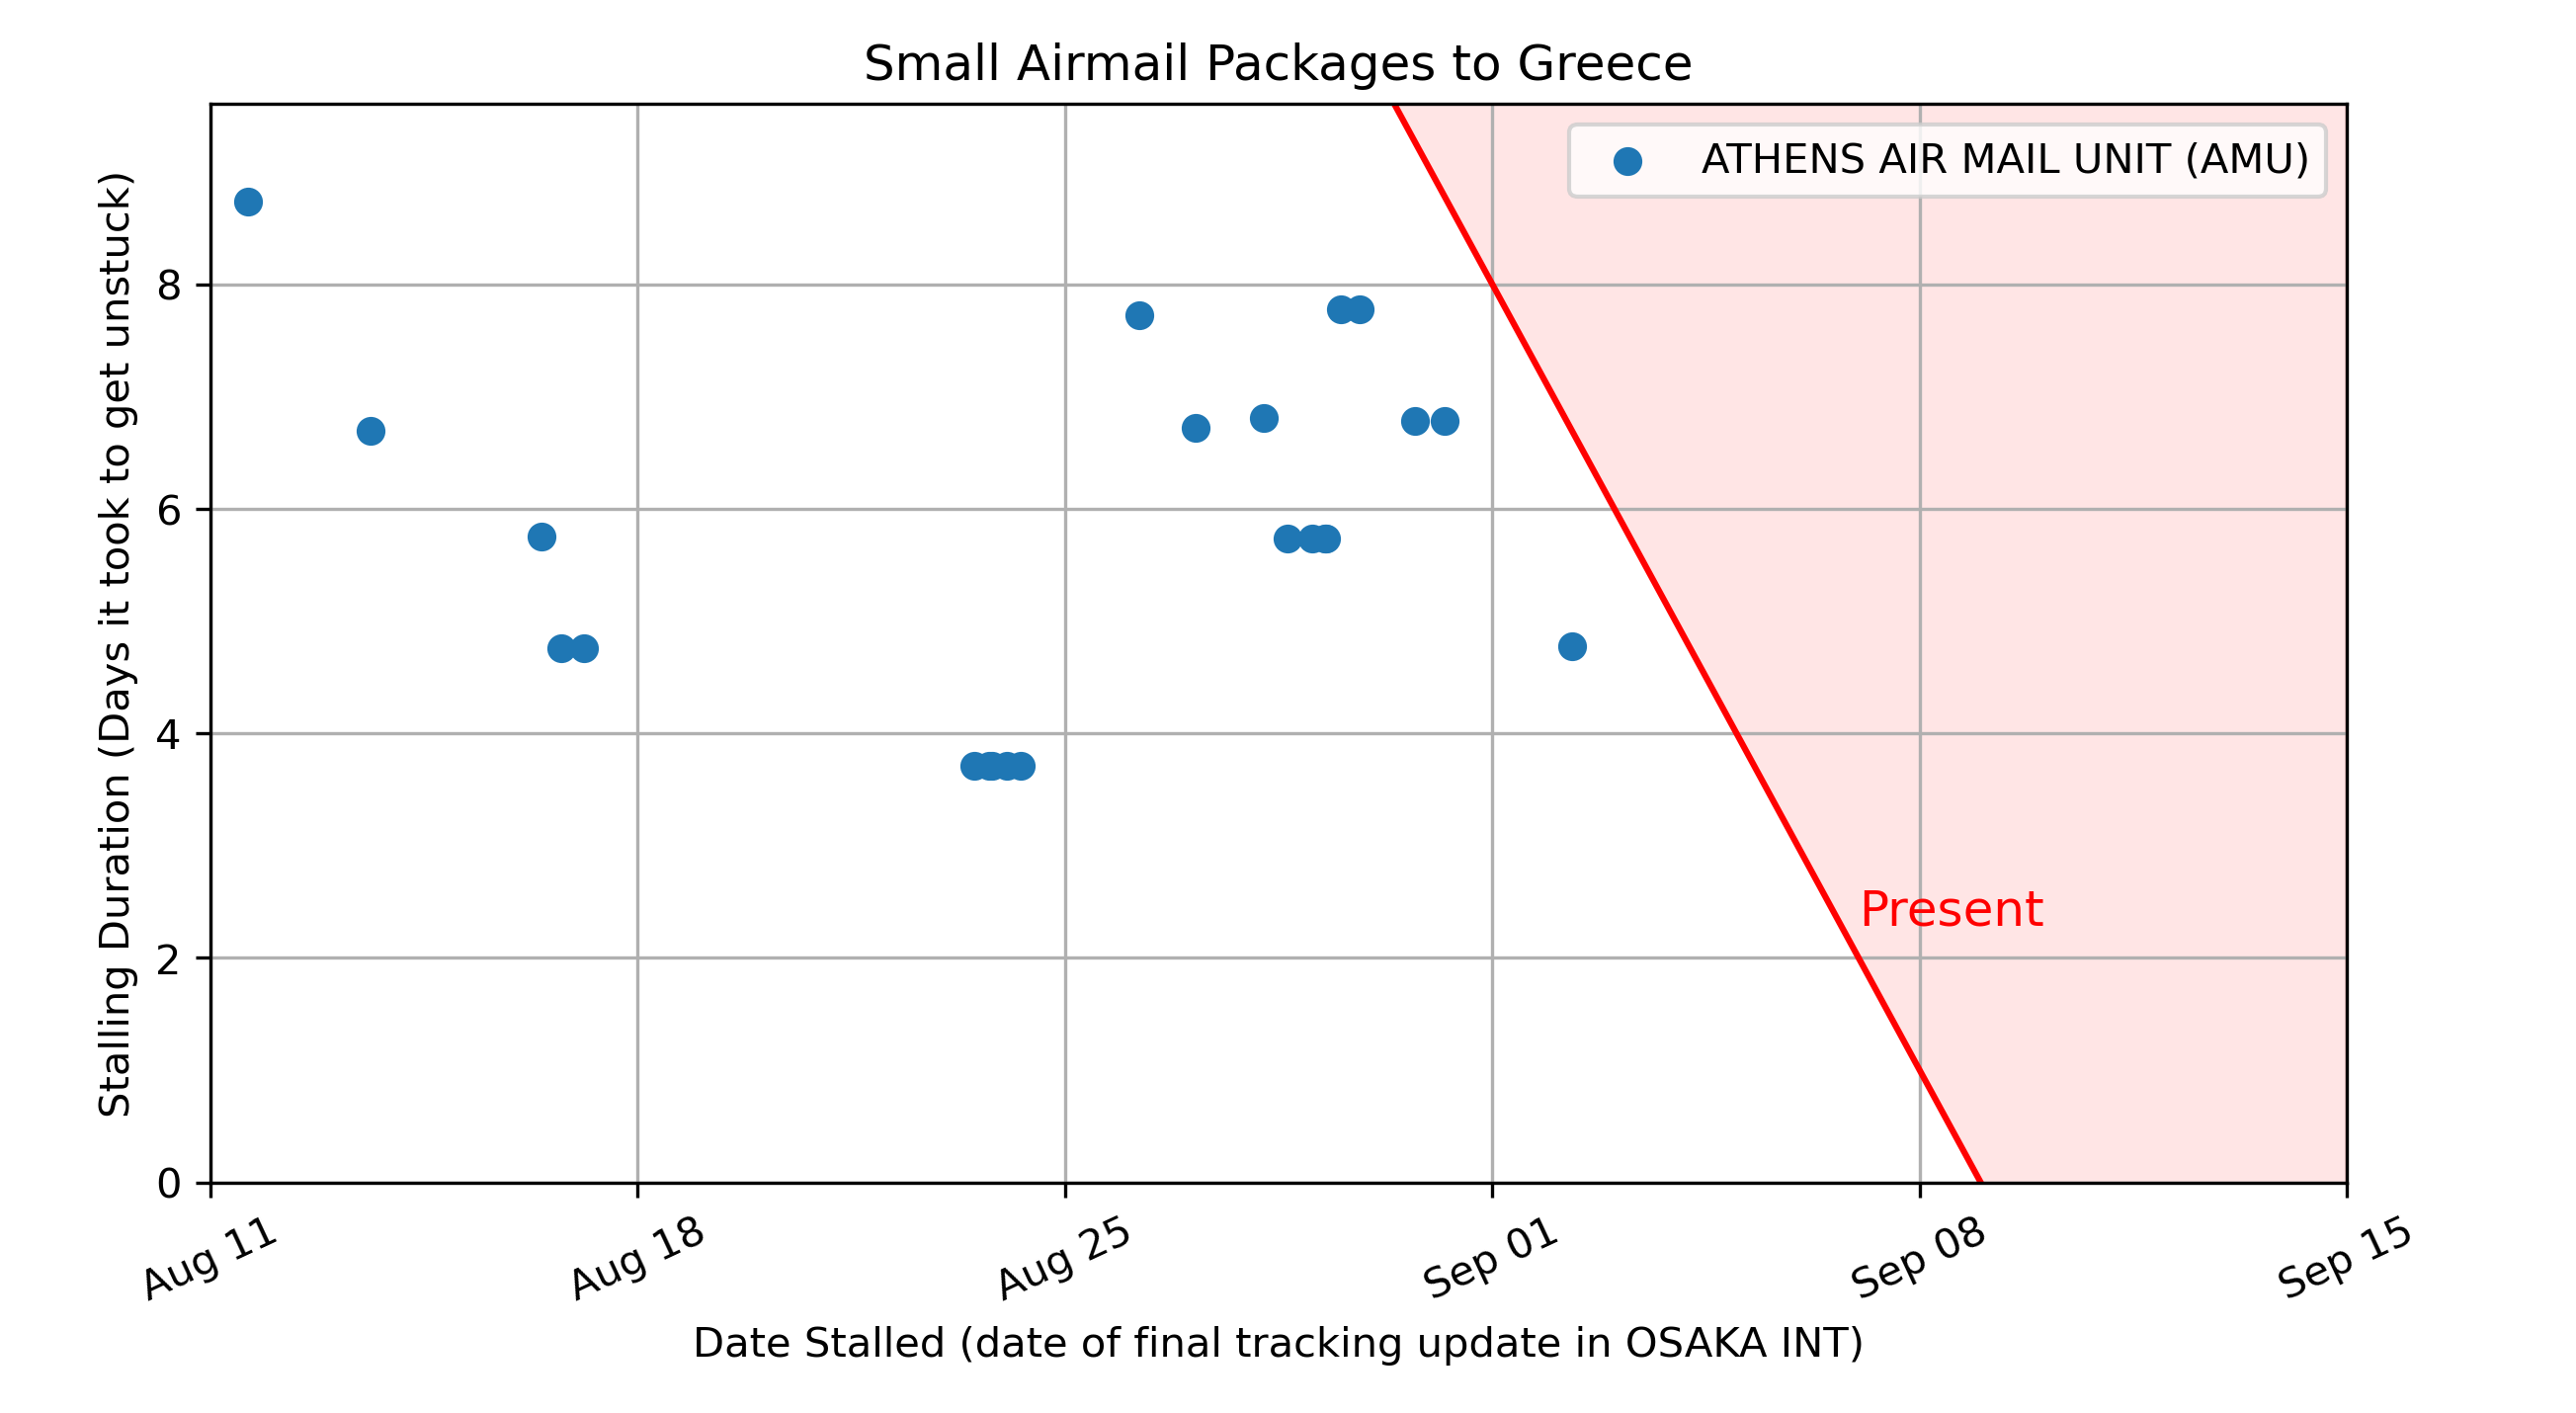 Small Airmail Packages to Greece
ATHENS AIR MAIL UNIT (AMU)
Stalling Duration (Days it took to get unstuck)
8
6
4
2
0
Present
Aug 11
Aug 18
Aug 25
Sep 01
Sep 08
Sep 15
Date Stalled (date of final tracking update in OSAKA INT)